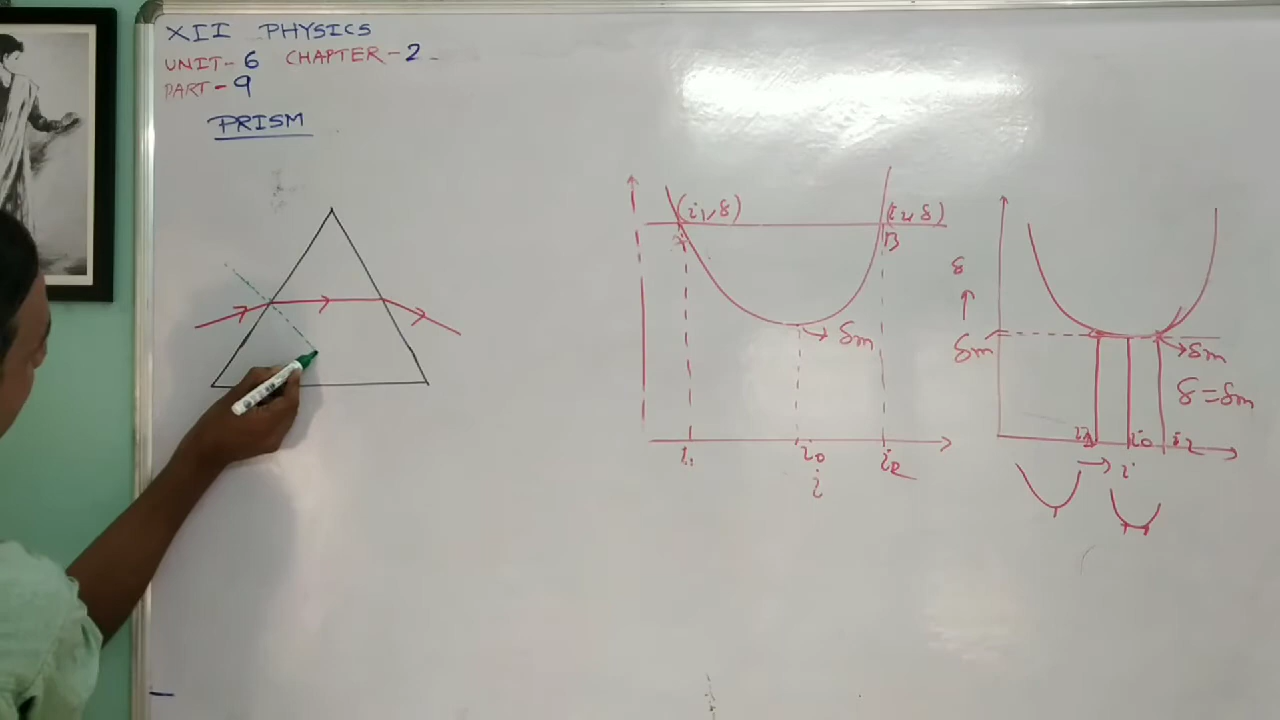 XII PHYSICS
UNIT-6 CHAPTER-2
PART-9
PRISM
(i₁, δ)
(i₂, δ)
B
δm
i₁
i₀
i₂
i
δ
δm
δm
δ=δm
i₁
i₀
i₂
i